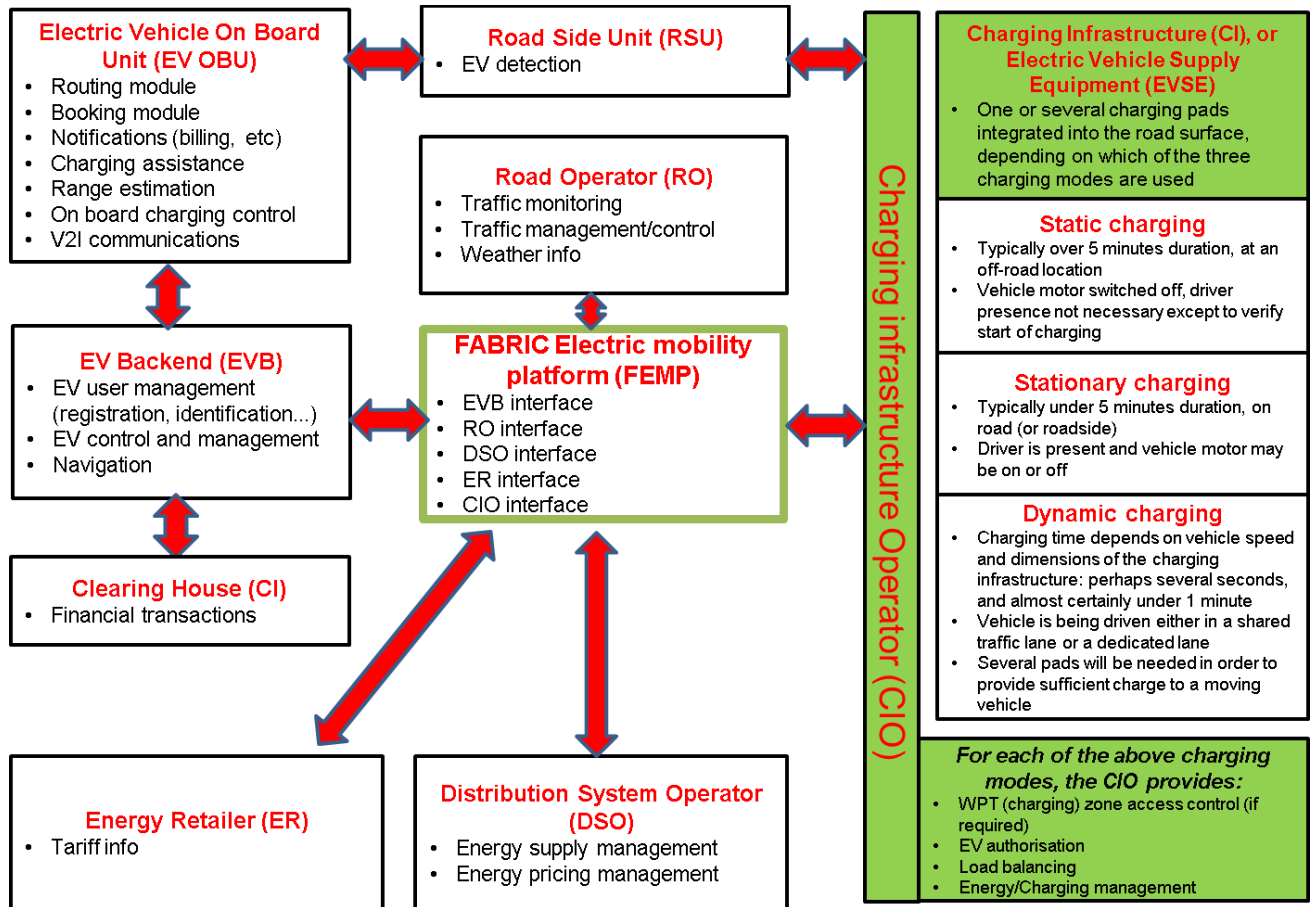 Electric Vehicle On Board
Unit (EV OBU)
• Routing module
• Booking module
• Notifications (billing, etc)
• Charging assistance
• Range estimation
• On board charging control
• V2I communications
Road Side Unit (RSU)
• EV detection
Road Operator (RO)
• Traffic monitoring
• Traffic management/control
• Weather info
EV Backend (EVB)
• EV user management
(registration, identification...)
• EV control and management
• Navigation
FABRIC Electric mobility
platform (FEMP)
• EVB interface
• RO interface
• DSO interface
• ER interface
• CIO interface
Clearing House (CI)
• Financial transactions
Energy Retailer (ER)
• Tariff info
Distribution System Operator
(DSO)
• Energy supply management
• Energy pricing management
Charging infrastructure Operator (CIO)
Charging Infrastructure (CI), or
Electric Vehicle Supply
Equipment (EVSE)
• One or several charging pads
integrated into the road surface,
depending on which of the three
charging modes are used
Static charging
• Typically over 5 minutes duration, at an
off-road location
• Vehicle motor switched off, driver
presence not necessary except to verify
start of charging
Stationary charging
• Typically under 5 minutes duration, on
road (or roadside)
• Driver is present and vehicle motor may
be on or off
Dynamic charging
• Charging time depends on vehicle speed
and dimensions of the charging
infrastructure: perhaps several seconds,
and almost certainly under 1 minute
• Vehicle is being driven either in a shared
traffic lane or a dedicated lane
• Several pads will be needed in order to
provide sufficient charge to a moving
vehicle
For each of the above charging
modes, the CIO provides:
• WPT (charging) zone access control (if
required)
• EV authorisation
• Load balancing
• Energy/Charging management